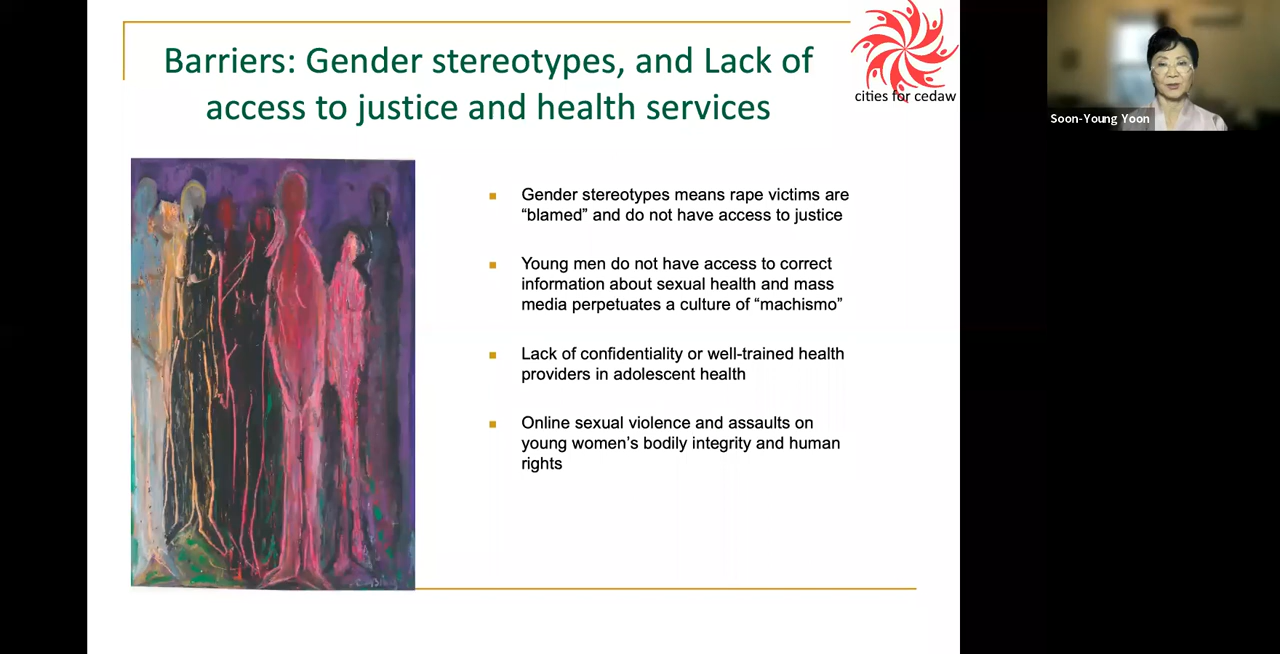 Barriers: Gender stereotypes, and Lack of
access to justice and health services
cities for cedaw
Soon-Young Yoon
Gender stereotypes means rape victims are
“blamed” and do not have access to justice
Young men do not have access to correct
information about sexual health and mass
media perpetuates a culture of “machismo”
Lack of confidentiality or well-trained health
providers in adolescent health
Online sexual violence and assaults on
young women’s bodily integrity and human
rights